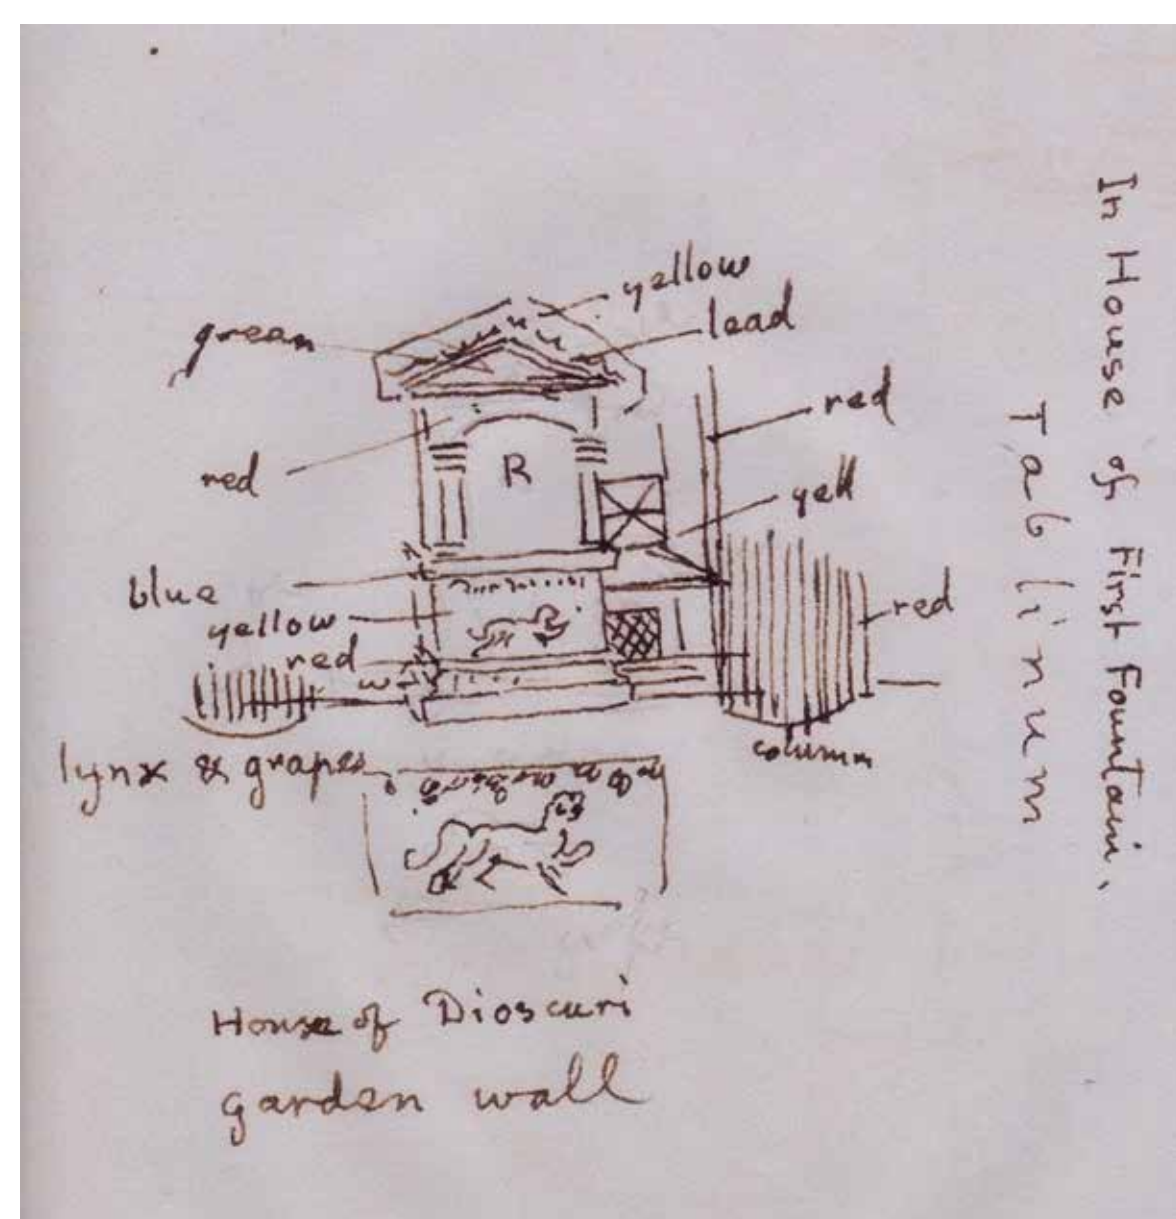 yellow
green
lead
red
red
R
yell
blue
yellow
red
red
w
column
lynx & grapes
House of Dioscuri
garden wall
In House of First Fountain,
Tablinum